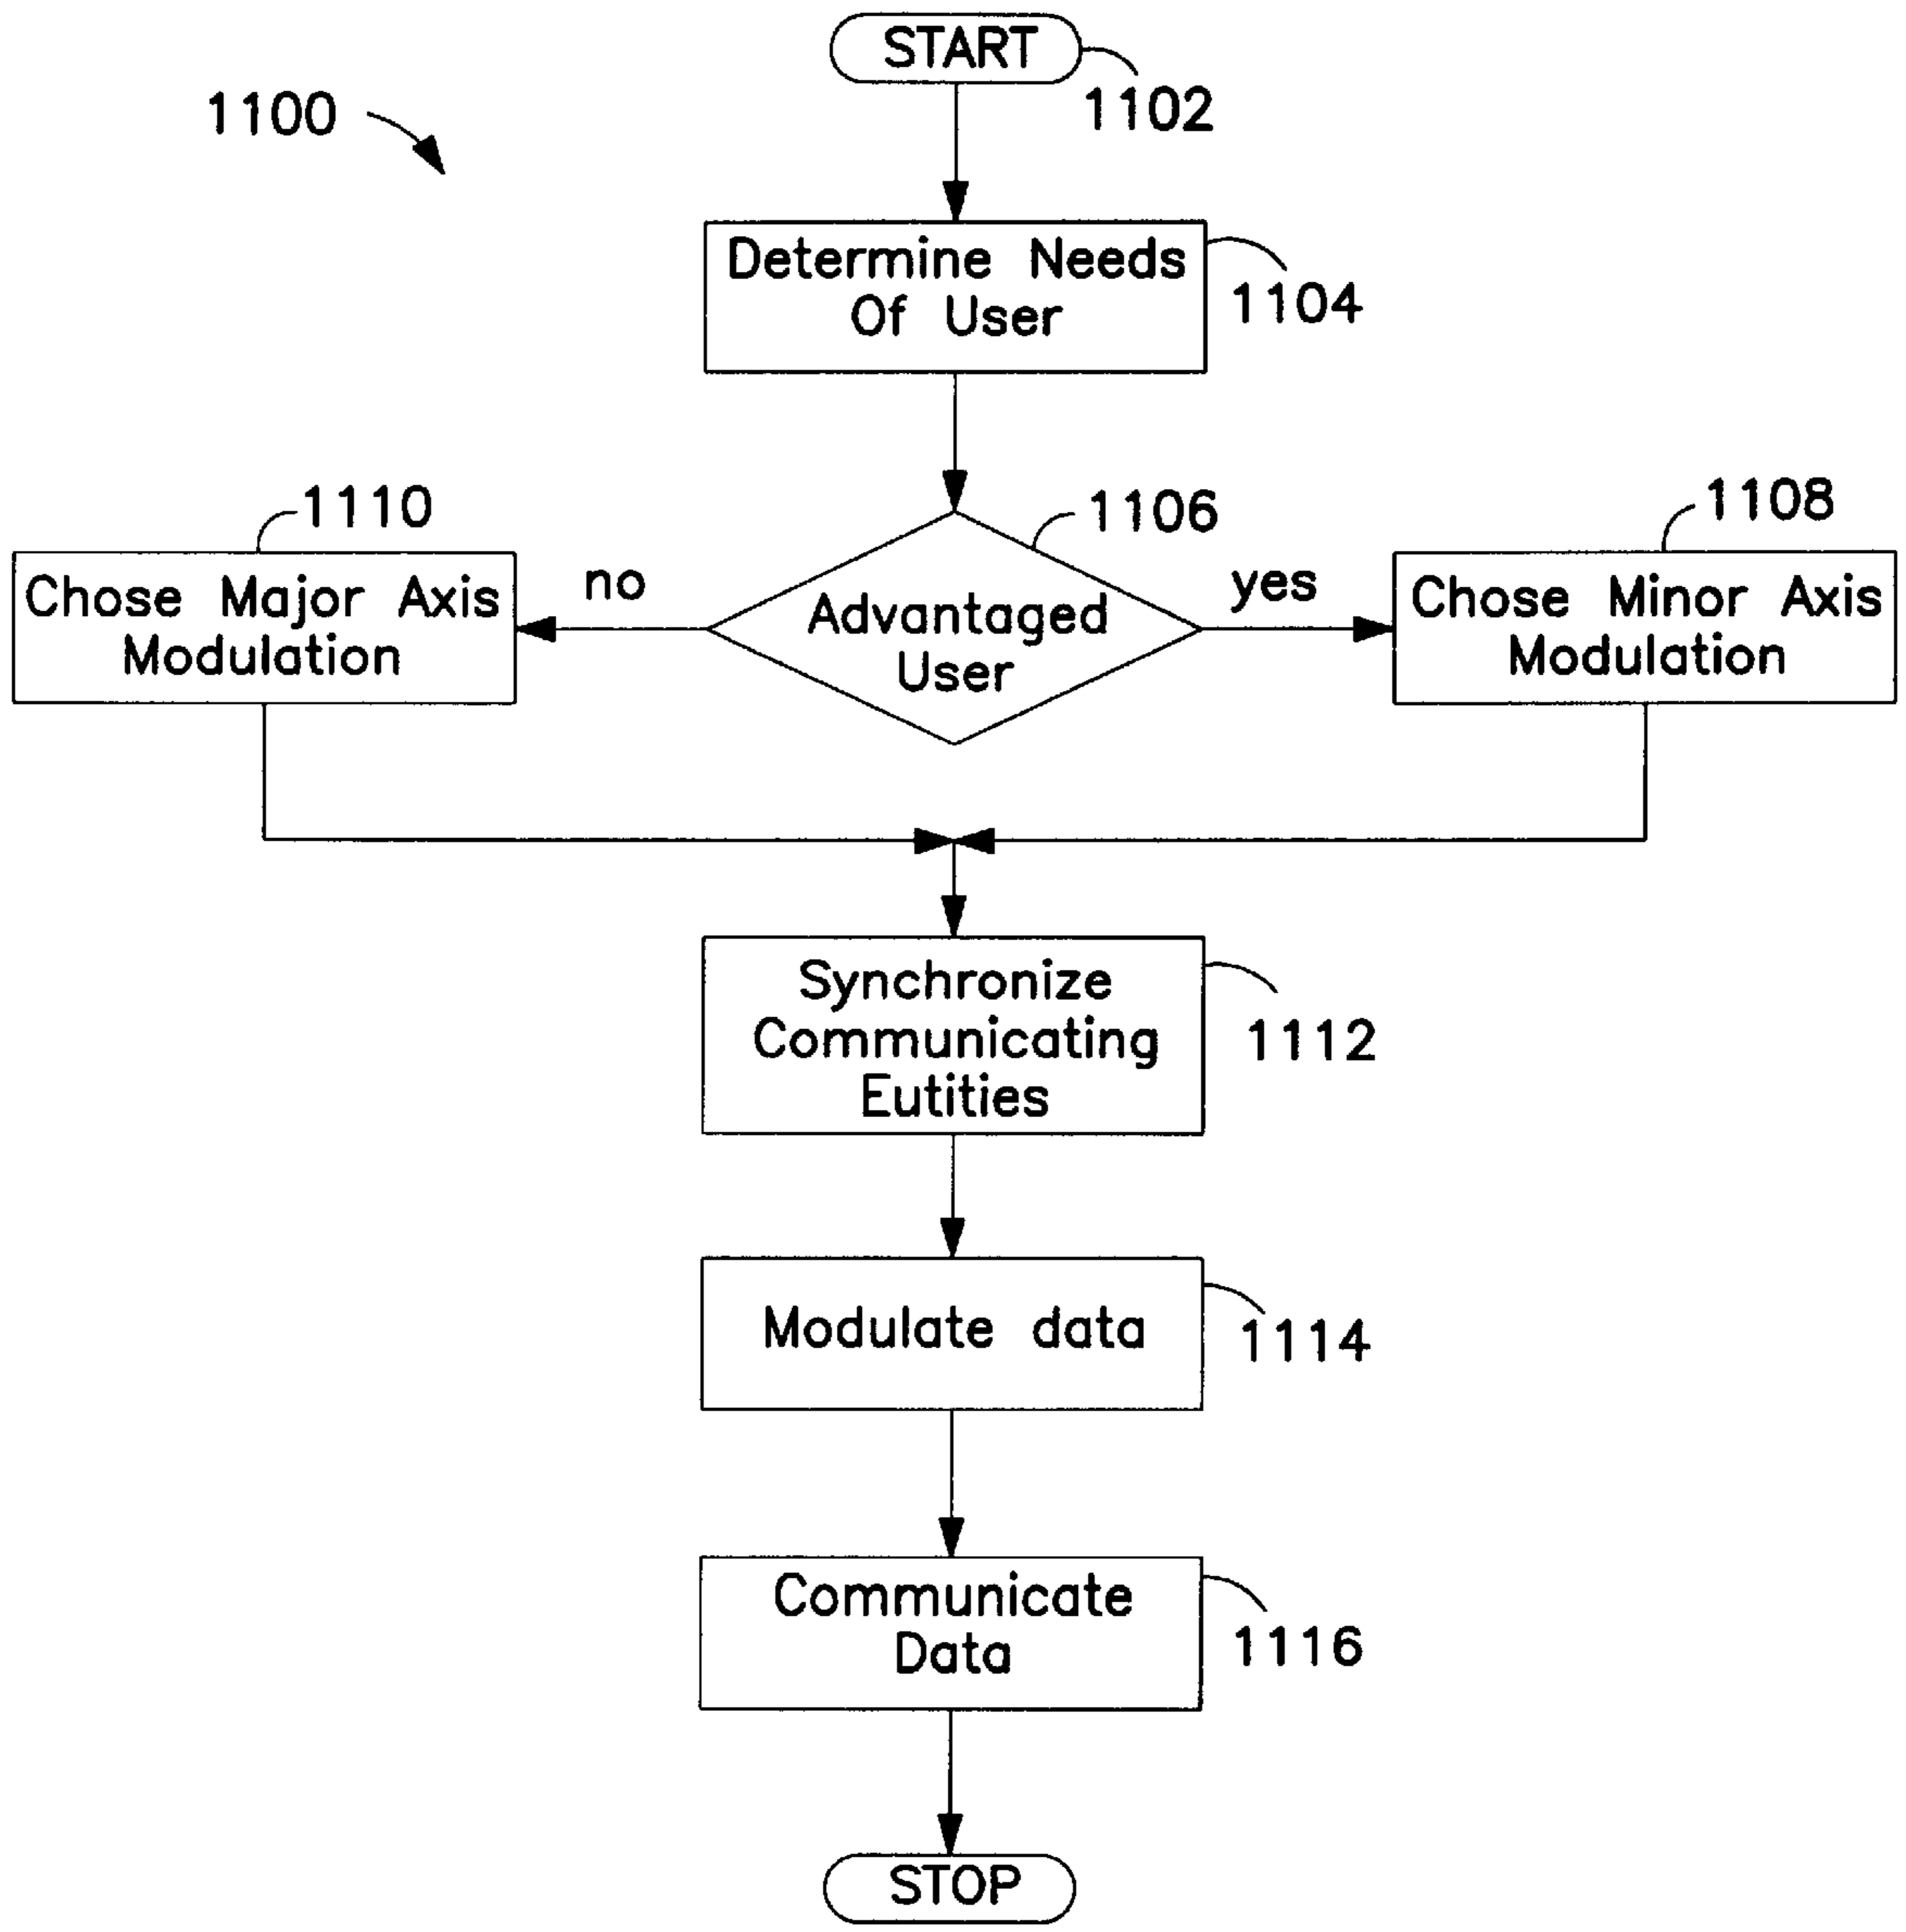 START
1102
1100
Determine Needs
Of User
1104
1110
1106
1108
Chose Major Axis
Modulation
no
Advantaged
User
yes
Chose Minor Axis
Modulation
Synchronize
Communicating
Eutities
1112
Modulate data
1114
Communicate
Data
1116
STOP